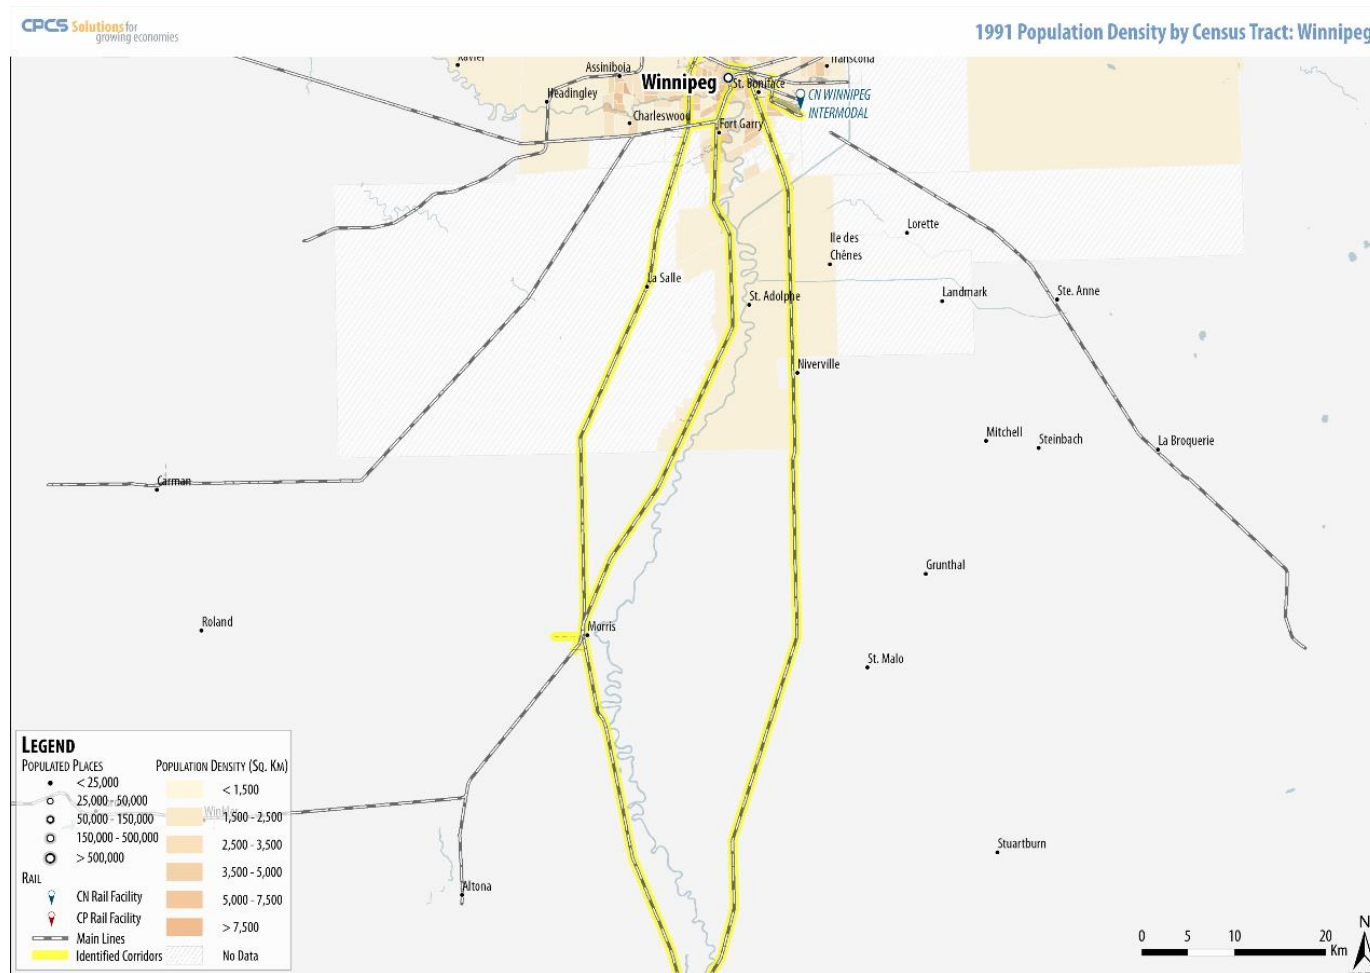 CPCS Solutions for
growing economies
1991 Population Density by Census Tract: Winnipeg
Xavier
Assiniboia
Transcona
Winnipeg
St. Boniface
Headingley
CN WINNIPEG
INTERMODAL
Charleswood
Fort Garry
Lorette
Ile des
Chênes
La Salle
St. Adolphe
Landmark
Ste. Anne
Niverville
Mitchell
Steinbach
La Broquerie
Carman
Grunthal
Roland
Morris
St. Malo
LEGEND
POPULATED PLACES
< 25,000
25,000 - 50,000
50,000 - 150,000
150,000 - 500,000
> 500,000
RAIL
CN Rail Facility
CP Rail Facility
Main Lines
Identified Corridors
POPULATION DENSITY (SQ. KM)
< 1,500
1,500 - 2,500
2,500 - 3,500
3,500 - 5,000
5,000 - 7,500
> 7,500
No Data
Winkler
Stuartburn
Altona
0 5 10 20
Km
N